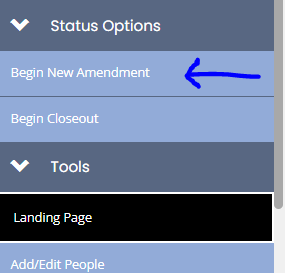 Status Options
Begin New Amendment
Begin Closeout
Tools
Landing Page
Add/Edit People